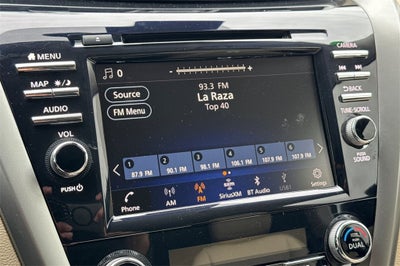 MENU
CAMERA
MAP
AUDIO
VOL
PUSH
0
- +
93.3 FM
La Raza
Top 40
Source
FM Menu
BACK
TUNE·SCROLL
SOUND
1 2 3 4 5 6
87.9 FM 90.1 FM 98.1 FM 106.1 FM 107.9 FM 107.9 FM
Phone AM FM SiriusXM BT Audio USB1 Settings
DUAL